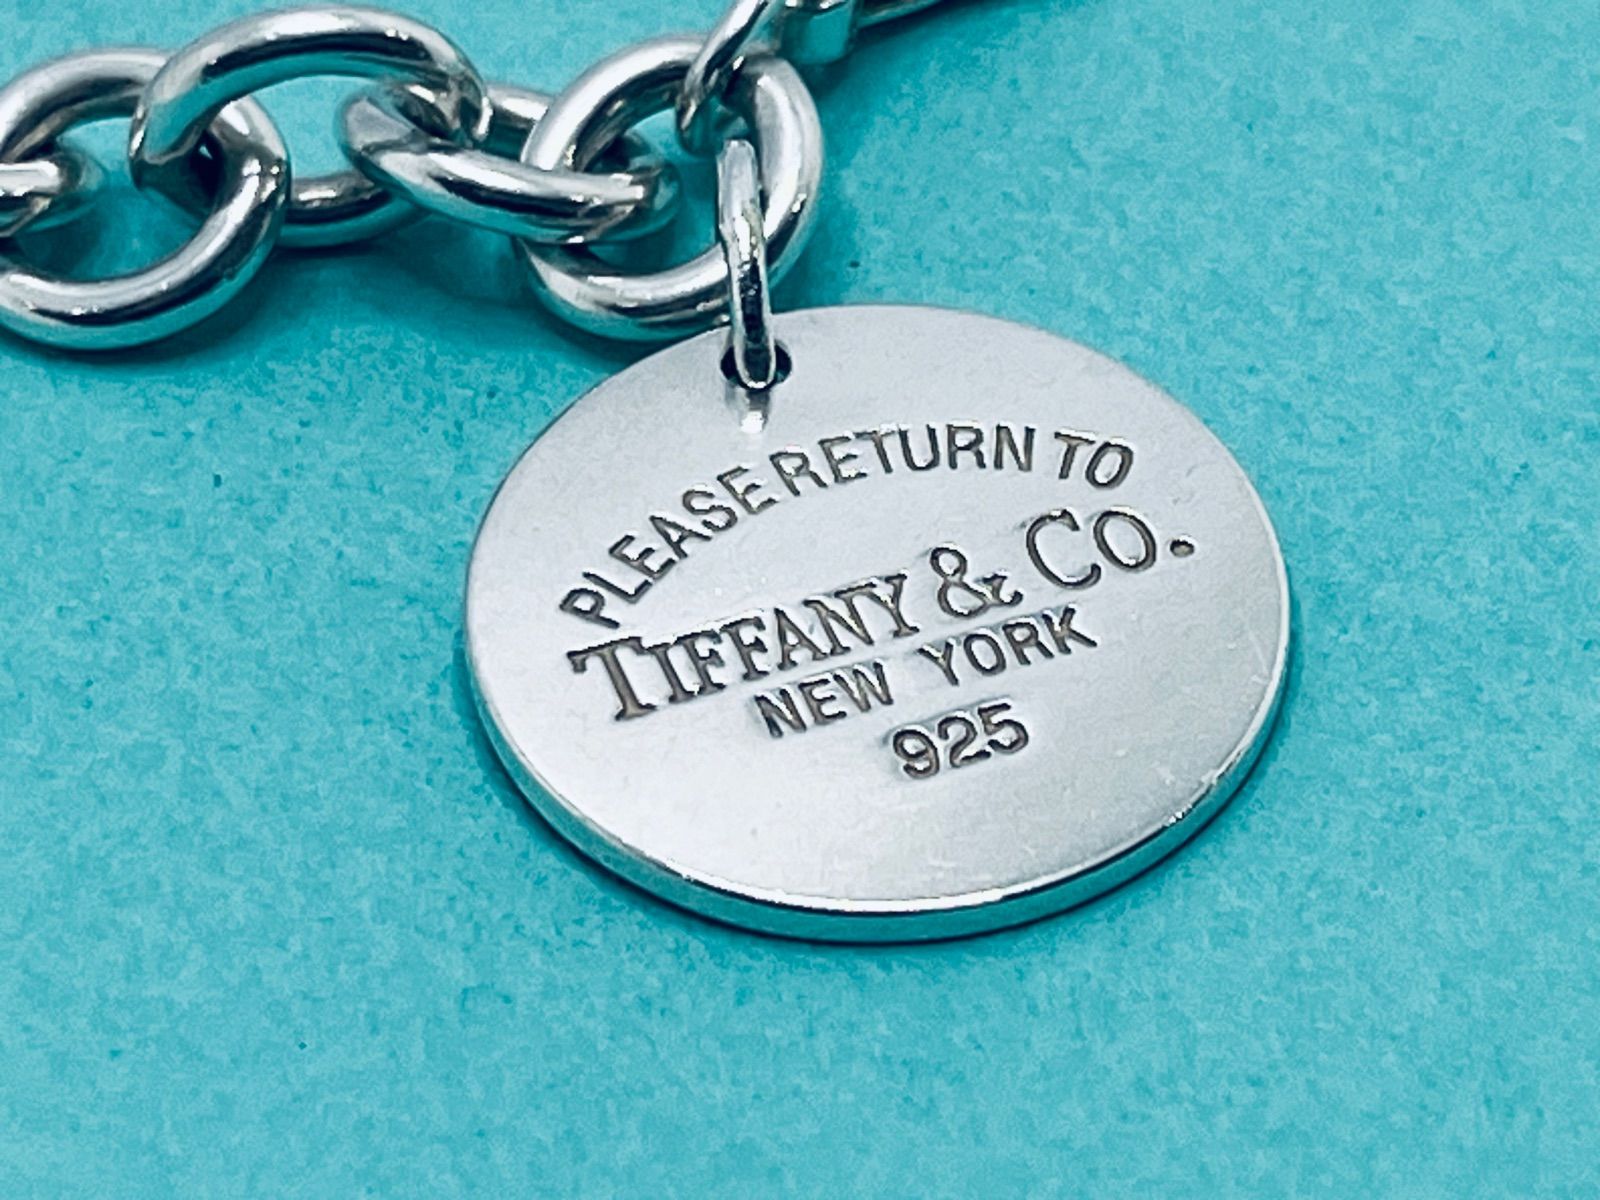 PLEASE RETURN TO
TIFFANY & CO.
NEW YORK
925